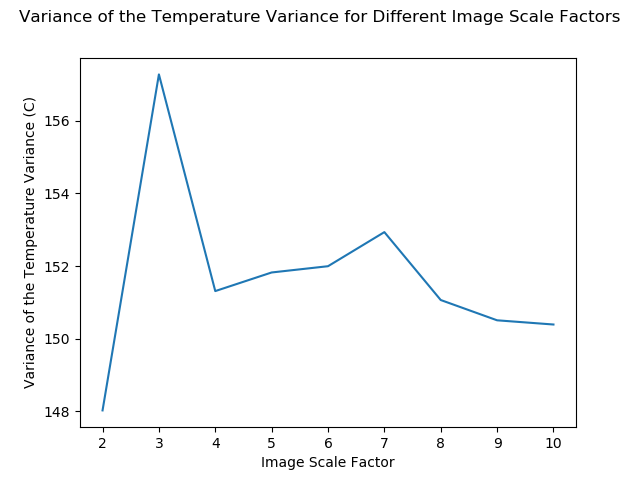 Variance of the Temperature Variance for Different Image Scale Factors
Variance of the Temperature Variance (C)
156
154
152
150
148
2 3 4 5 6 7 8 9 10
Image Scale Factor